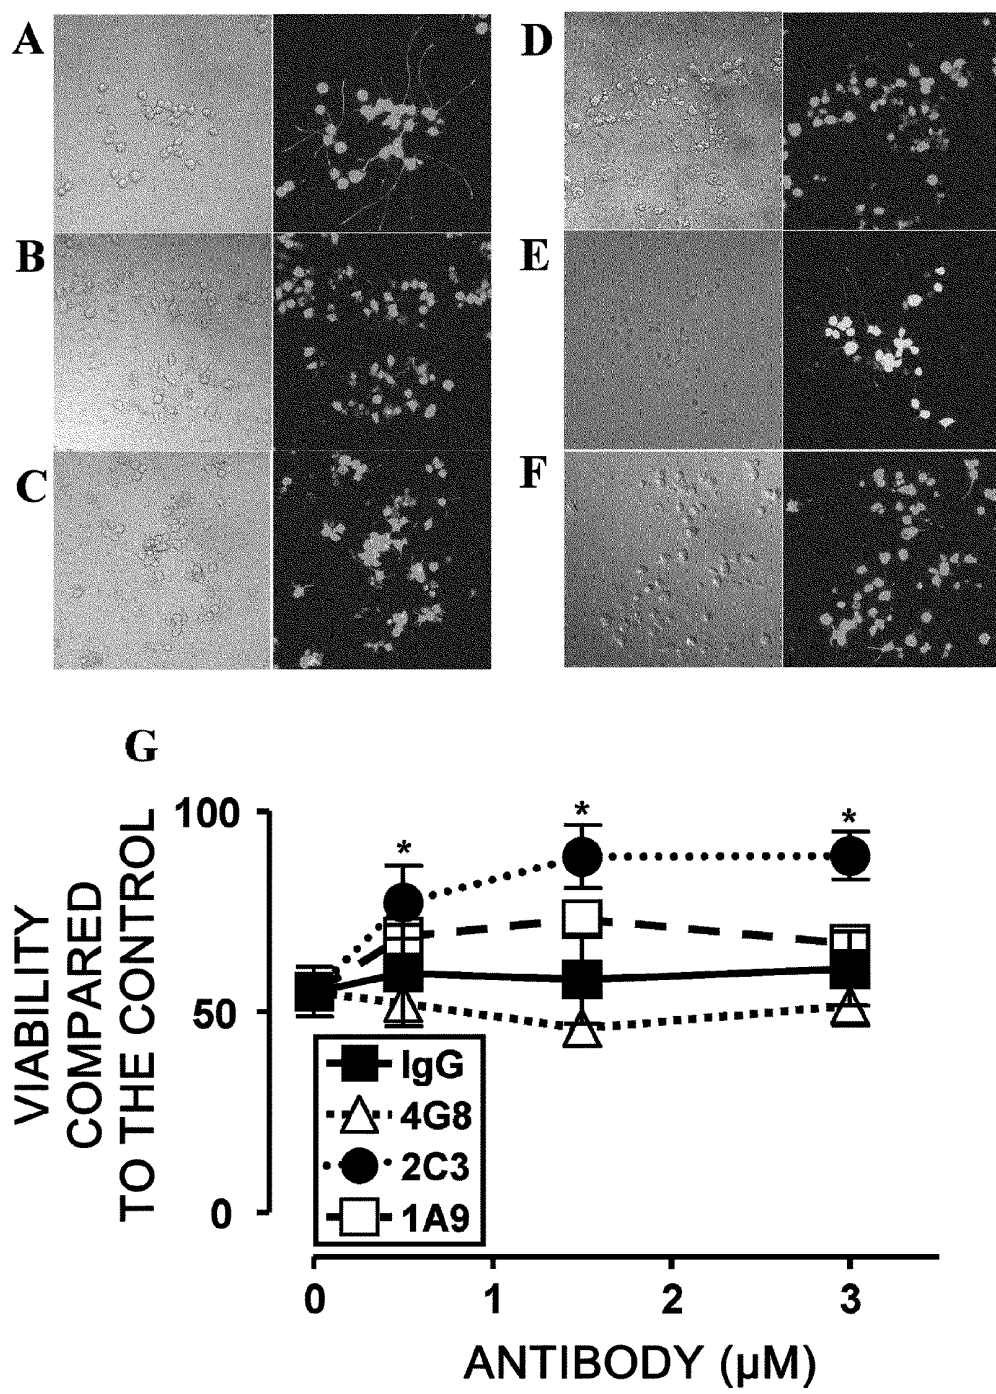 A
D
B
E
C
F
G
VIABILITY
COMPARED
TO THE CONTROL
100
50
0
*
*
*
IgG
4G8
2C3
1A9
0 1 2 3
ANTIBODY (µM)